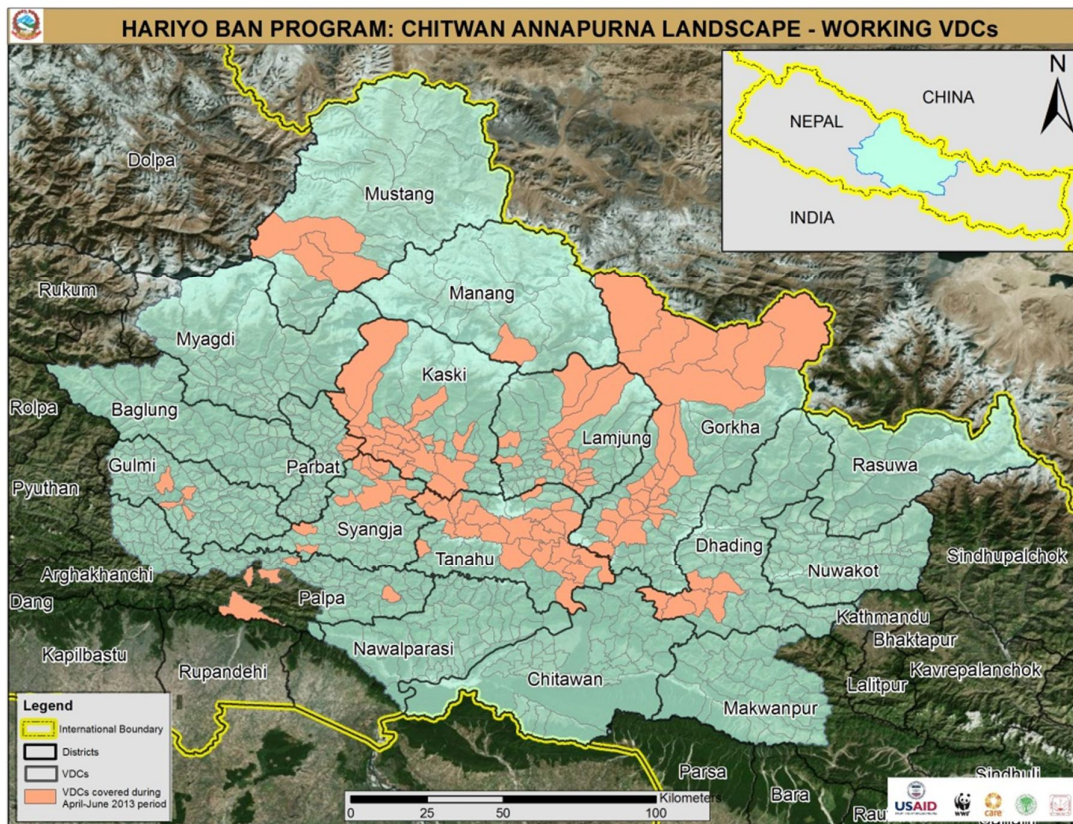 HARIYO BAN PROGRAM: CHITWAN ANNAPURNA LANDSCAPE - WORKING VDCs
N
CHINA
NEPAL
INDIA
Dolpa
Mustang
Rukum
Manang
Myagdi
Kaski
Rolpa
Baglung
Lamjung
Gorkha
Rasuwa
Gulmi
Parbat
Pyuthan
Syangja
Dhading
Sindhupalchok
Tanahu
Nuwakot
Arghakhanchi
Dang
Palpa
Kathmandu
Bhaktapur
Kapilbastu
Nawalparasi
Rupandehi
Chitawan
Lalitpur
Kavrepalanchok
Makwanpur
Legend
International Boundary
Districts
VDCs
VDCs covered during
April-June 2013 period
Parsa
Bara
Sindhuli
Kilometers
0 25 50 100
USAID
WWF
care